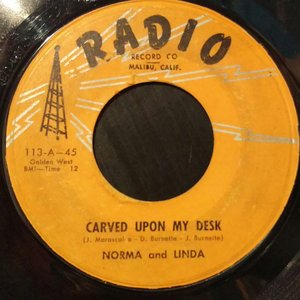 RADIO
RECORD CO
MALIBU, CALIF.
113-A-45
Golden West
BMI-Time 12
CARVED UPON MY DESK
(J. Marascal o - D. Burnette - J. Burnette)
NORMA and LINDA